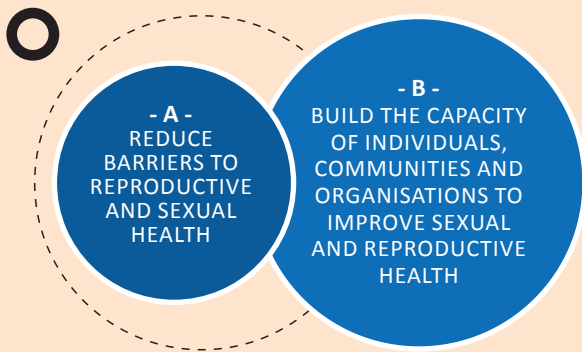 - A -
REDUCE
BARRIERS TO
REPRODUCTIVE
AND SEXUAL
HEALTH
- B -
BUILD THE CAPACITY
OF INDIVIDUALS,
COMMUNITIES AND
ORGANISATIONS TO
IMPROVE SEXUAL
AND REPRODUCTIVE
HEALTH